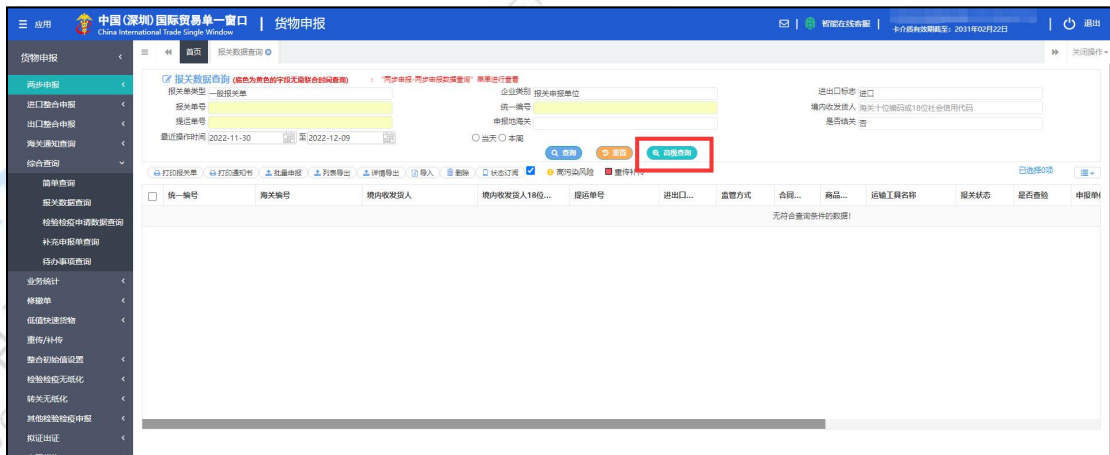 应用 中国(深圳)国际贸易单一窗口 | 货物申报 智能在线客服 | 卡介质有效期截至：2031年02月22日 | 退出
China International Trade Single Window
货物申报 首页 报关数据查询 关闭操作
两步申报
进口整合申报
出口整合申报
海关通知查询
综合查询
简单查询
报关数据查询
检验检疫申请数据查询
补充申报单查询
待办事项查询
业务统计
修撤单
低值快速货物
重传/补传
整合初始值设置
检验检疫无纸化
转关无纸化
其他检验检疫申报
拟证出证
报关数据查询 (底色为黄色的字段无需联合时间查询) ："两步申报-两步申报数据查询"菜单进行查看
报关单类型 一般报关单 企业类别 报关申报单位 进出口标志 进口
报关单号 统一编号 境内收发货人 海关十位编码或18位社会信用代码
提运单号 申报地海关 是否结关 否
最近操作时间 2022-11-30 至 2022-12-09 当天 本周
查询 重置 高级查询
打印报关单 打印通知书 批量申报 列表导出 详情导出 导入 删除 状态订阅 高污染风险 重传补传 已选择0项
统一编号 海关编号 境内收发货人 境内收发货人18位... 提运单号 进出口... 监管方式 合同... 商品... 运输工具名称 报关状态 是否查验 申报单
无符合查询条件的数据!